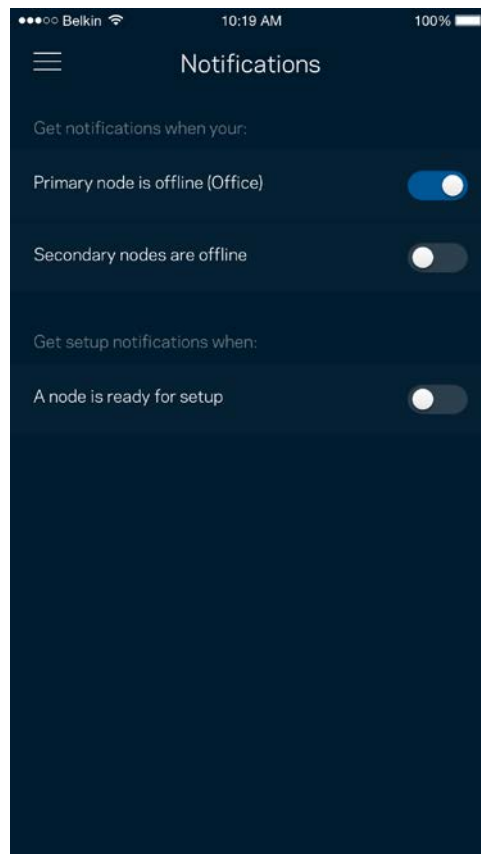 Belkin 10:19 AM 100%
Notifications
Get notifications when your:
Primary node is offline (Office)
Secondary nodes are offline
Get setup notifications when:
A node is ready for setup